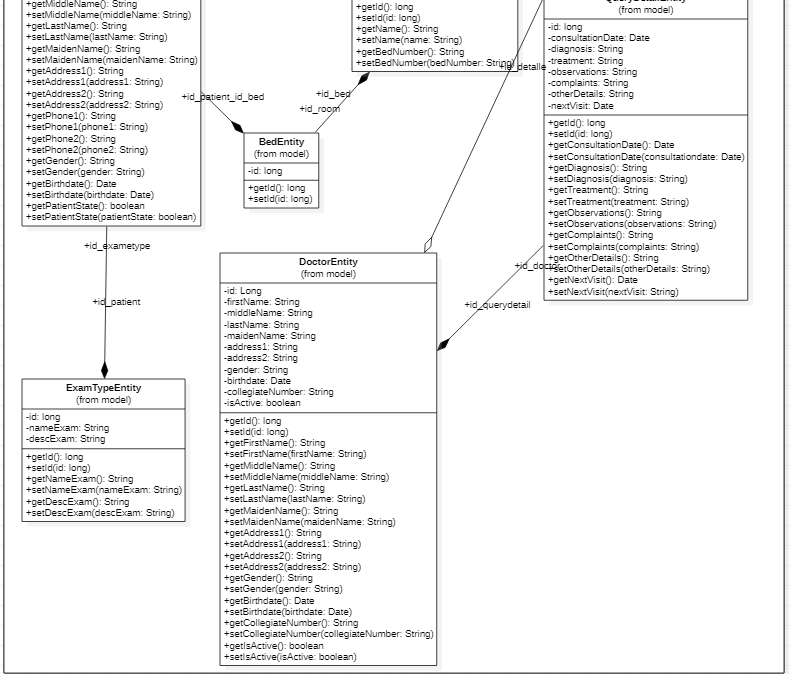 +getMiddleName(): String
+setMiddleName(middleName: String)
+getLastName(): String
+setLastName(lastName: String)
+getMaidenName(): String
+setMaidenName(maidenName: String)
+getAddress1(): String
+setAddress1(address1: String)
+getAddress2(): String
+setAddress2(address2: String)
+getPhone1(): String
+setPhone1(phone1: String)
+getPhone2(): String
+setPhone2(phone2: String)
+getGender(): String
+setGender(gender: String)
+getBirthdate(): Date
+setBirthdate(birthdate: Date)
+getPatientState(): boolean
+setPatientState(patientState: boolean)
+id_patient_id_bed
+getId(): long
+setId(id: long)
+getName(): String
+setName(name: String)
+getBedNumber(): String
+setBedNumber(bedNumber: String)
+id_bed
+id_room
BedEntity
(from model)
-id: long
+getId(): long
+setId(id: long)
(from model)
-id: long
-consultationDate: Date
-diagnosis: String
-treatment: String
-observations: String
-complaints: String
-otherDetails: String
-nextVisit: Date
+getId(): long
+setId(id: long)
+getConsultationDate(): Date
+setConsultationDate(consultationdate: Date)
+getDiagnosis(): String
+setDiagnosis(diagnosis: String)
+getTreatment(): String
+setTreatment(treatment: String)
+getObservations(): String
+setObservations(observations: String)
+getComplaints(): String
+setComplaints(complaints: String)
+getOtherDetails(): String
+setOtherDetails(otherDetails: String)
+getNextVisit(): Date
+setNextVisit(nextVisit: String)
+id_doctor
+id_querydetail
+id_exametype
+id_patient
ExamTypeEntity
(from model)
-id: long
-nameExam: String
-descExam: String
+getId(): long
+setId(id: long)
+getNameExam(): String
+setNameExam(nameExam: String)
+getDescExam(): String
+setDescExam(descExam: String)
DoctorEntity
(from model)
-id: Long
-firstName: String
-middleName: String
-lastName: String
-maidenName: String
-address1: String
-address2: String
-gender: String
-birthdate: Date
-collegiateNumber: String
-isActive: boolean
+getId(): long
+setId(id: long)
+getFirstName(): String
+setFirstName(firstName: String)
+getMiddleName(): String
+setMiddleName(middleName: String)
+getLastName(): String
+setLastName(lastName: String)
+getMaidenName(): String
+setMaidenName(maidenName: String)
+getAddress1(): String
+setAddress1(address1: String)
+getAddress2(): String
+setAddress2(address2: String)
+getGender(): String
+setGender(gender: String)
+getBirthdate(): Date
+setBirthdate(birthdate: Date)
+getCollegiateNumber(): String
+setCollegiateNumber(collegiateNumber: String)
+getIsActive(): boolean
+setIsActive(isActive: boolean)